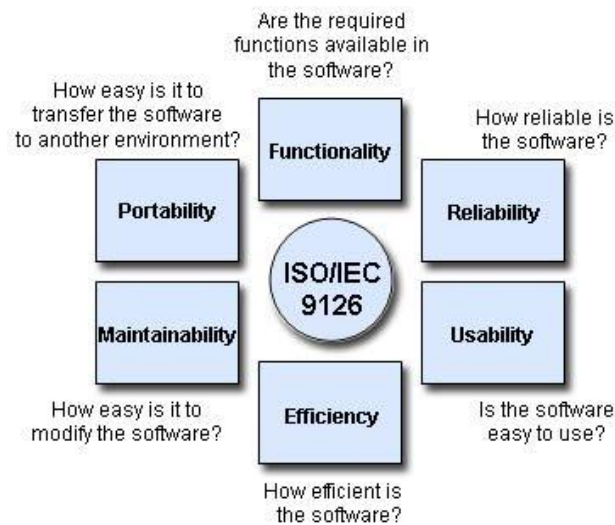 Are the required
functions available in
the software?
Functionality
How easy is it to
transfer the software
to another environment?
Portability
How reliable is
the software?
Reliability
ISO/IEC
9126
Maintainability
How easy is it to
modify the software?
Usability
Is the software
easy to use?
Efficiency
How efficient is
the software?